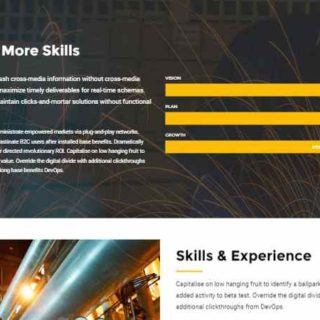 More Skills
ash cross-media information without cross-media
maximize timely deliverables for real-time schemas.
aintain clicks-and-mortar solutions without functional
ministrate empowered markets via plug-and-play networks.
astinate B2C users after installed base benefits. Dramatically
directed revolutionary ROI. Capitalise on low hanging fruit to
value. Override the digital divide with additional clickthroughs
long base benefits DevOps.
VISION
PLAN
GROWTH
Skills & Experience
Capitalise on low hanging fruit to identify a ballpark
added activity to beta test. Override the digital divid
additional clickthroughs from DevOps.